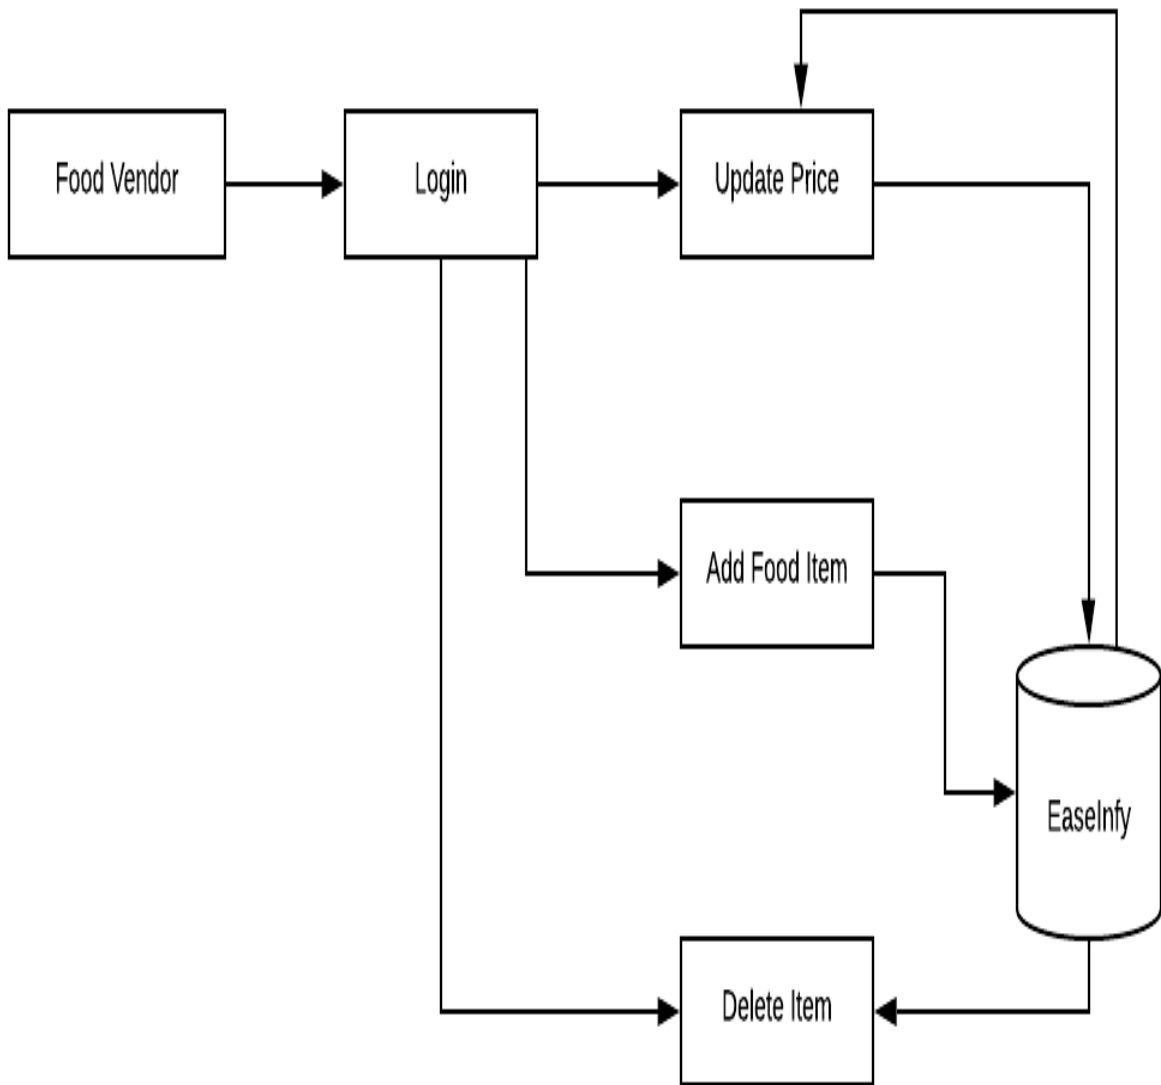 Food Vendor
Login
Update Price
Add Food Item
EaseInfy
Delete Item